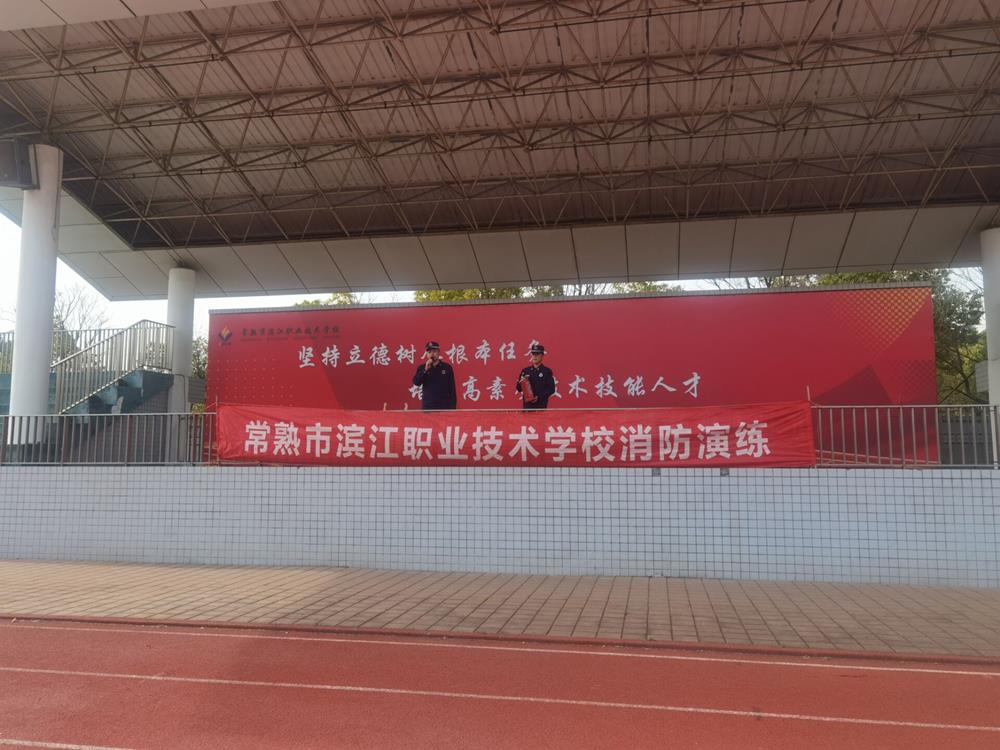 常熟市滨江职业技术学校
坚持立德树 根本任务
高素 技术技能人才
常熟市滨江职业技术学校消防演练